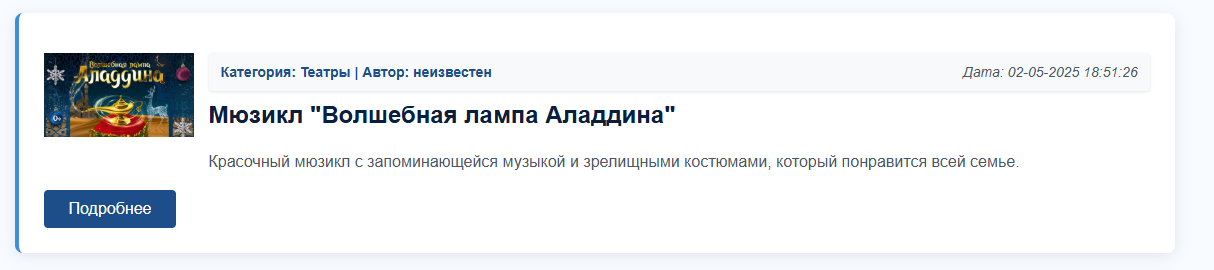 Волшебная лампа
Аладдина
0+
Категория: Театры | Автор: неизвестен
Дата: 02-05-2025 18:51:26
Мюзикл "Волшебная лампа Аладдина"
Красочный мюзикл с запоминающейся музыкой и зрелищными костюмами, который понравится всей семье.
Подробнее